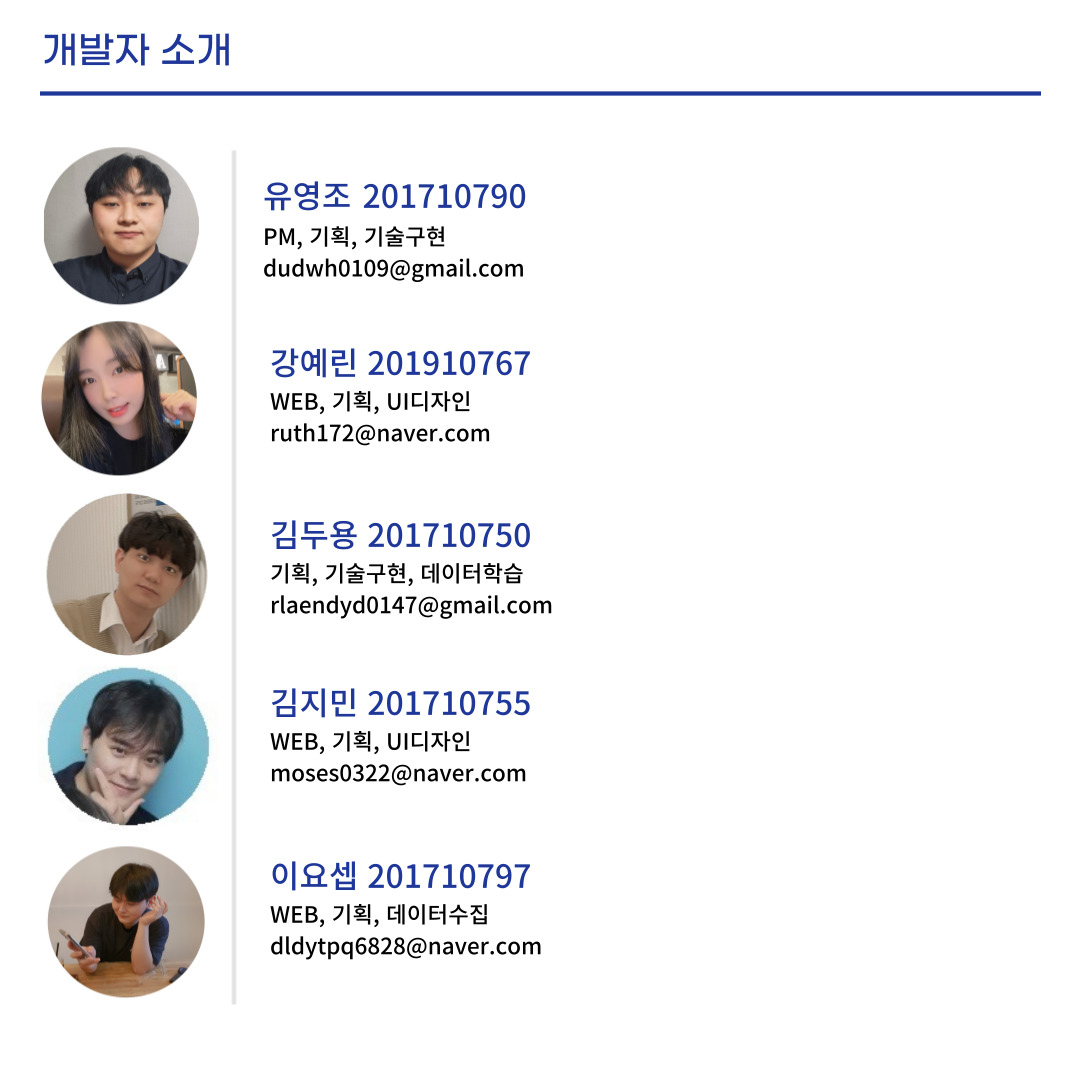 개발자 소개
유영조 201710790
PM, 기획, 기술구현
dudwh0109@gmail.com
강예린 201910767
WEB, 기획, UI디자인
ruth172@naver.com
김두용 201710750
기획, 기술구현, 데이터학습
rlaendyd0147@gmail.com
김지민 201710755
WEB, 기획, UI디자인
moses0322@naver.com
이요셉 201710797
WEB, 기획, 데이터수집
dldytpq6828@naver.com